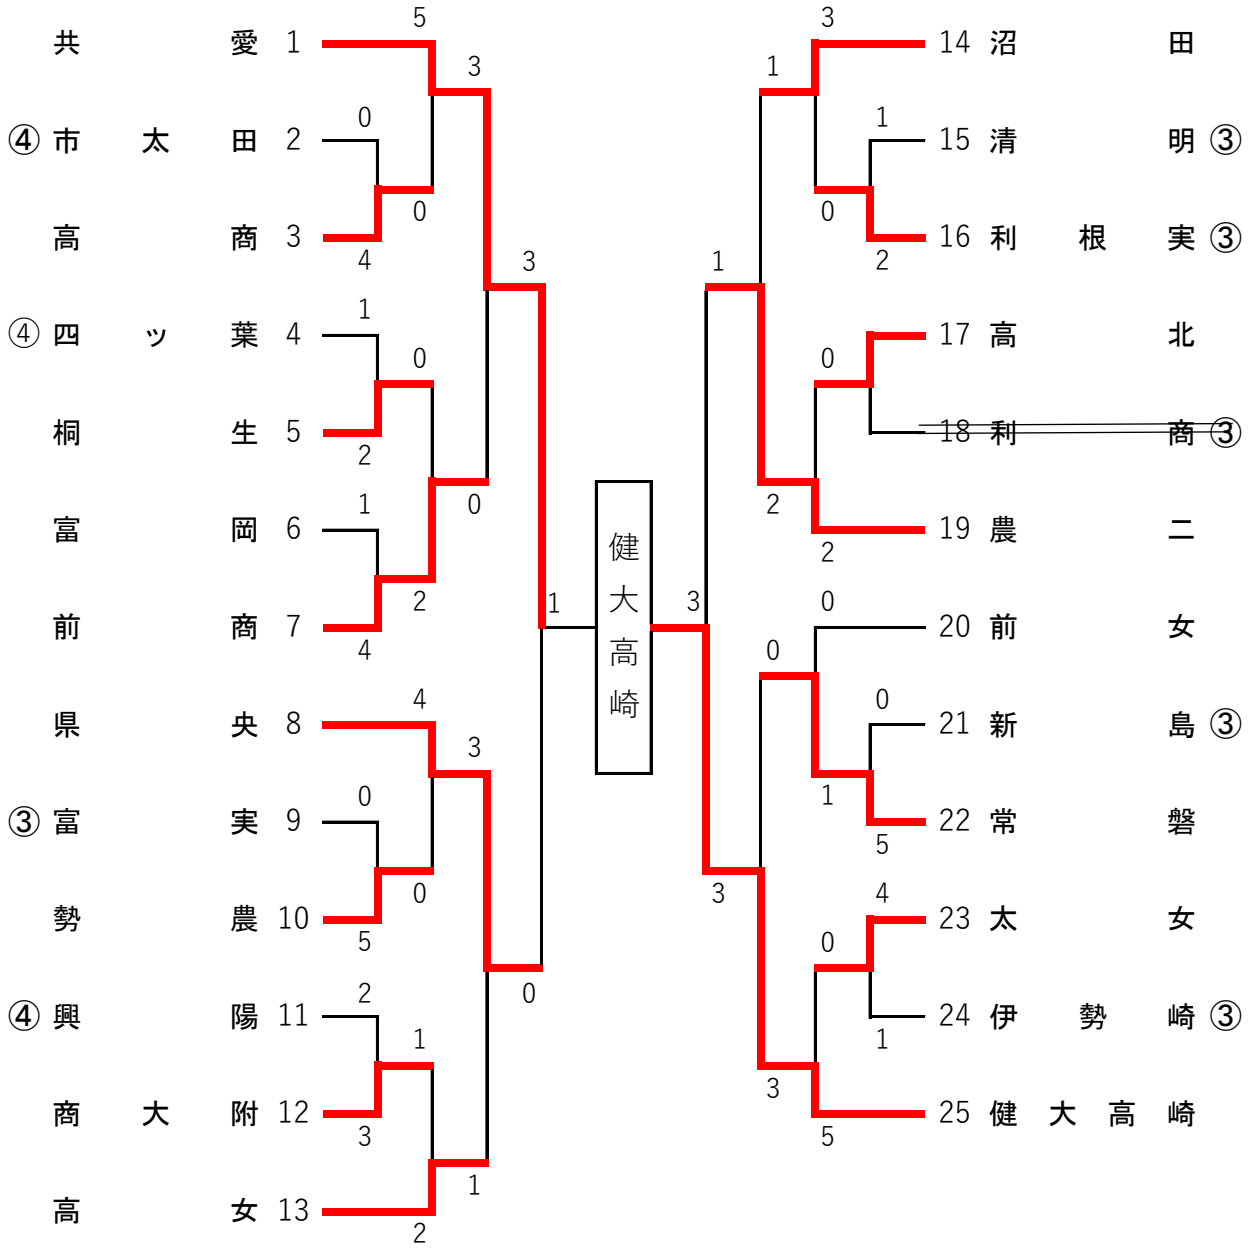 5
共愛 1
3
0
④ 市太田 2
0
高商 3
4
3
1
④ 四ッ葉 4
0
桐生 5
2
0
1
富岡 6
2
前商 7
4
1
4
県央 8
3
0
③ 富実 9
0
勢農 10
5
0
2
④ 興陽 11
1
商大附 12
3
1
高女 13
2
健大高崎
3
14 沼田
1
1
15 清明 ③
0
16 利根実 ③
2
1
17 高北
0
18 利商 ③
2
19 農二
2
0
3
20 前女
0
0
21 新島 ③
1
22 常磐
5
3
4
23 太女
0
24 伊勢崎 ③
1
3
25 健大高崎
5